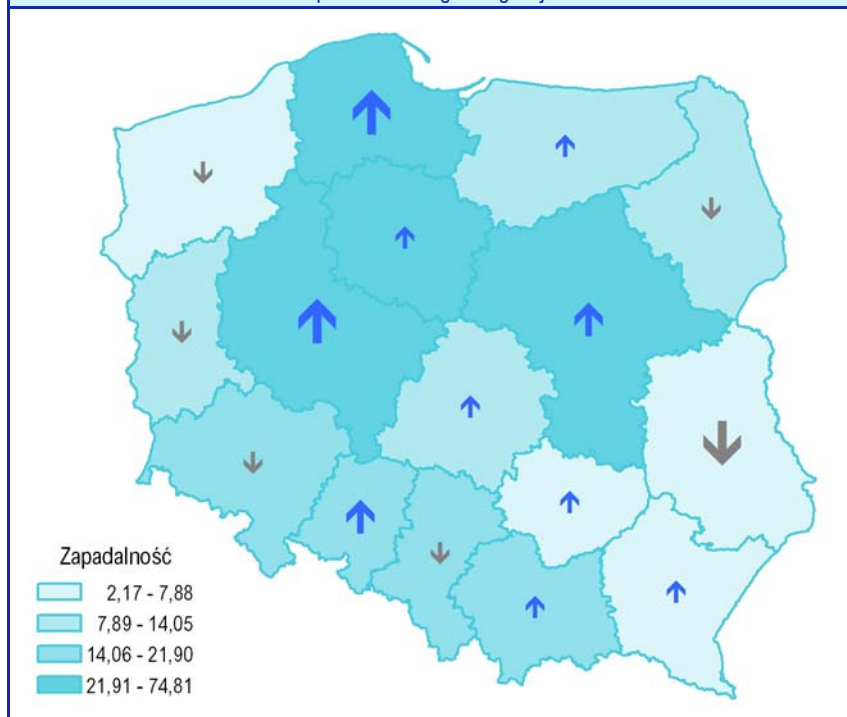 Zapadalność
2,17 - 7,88
7,89 - 14,05
14,06 - 21,90
21,91 - 74,81